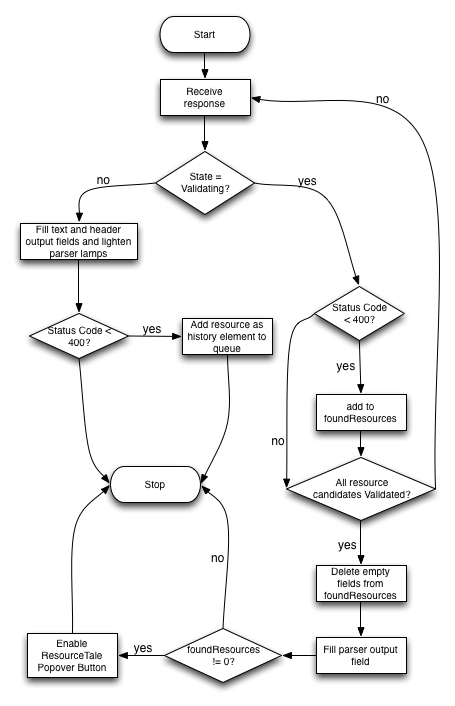 Start
Receive
response
no
State =
Validating?
no
yes
Fill text and header
output fields and lighten
parser lamps
Status Code <
400?
yes
Add resource as
history element to
queue
Status Code
< 400?
yes
add to
foundResources
no
All resource
candidates Validated?
Stop
yes
Delete empty
fields from
foundResources
no
Enable
ResourceTale
Popover Button
yes
foundResources
!= 0?
Fill parser output
field